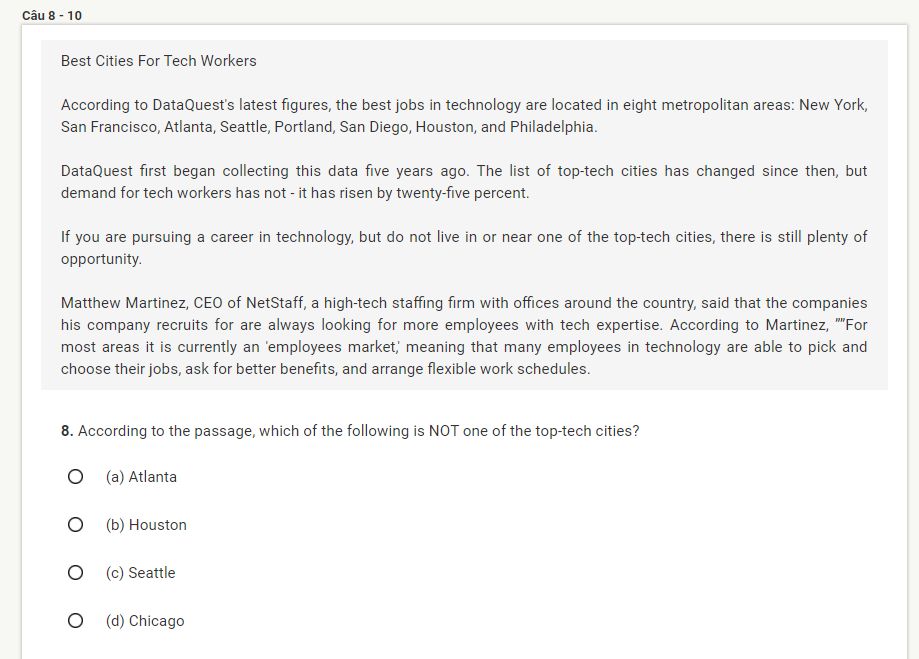 Câu 8 - 10
Best Cities For Tech Workers
According to DataQuest's latest figures, the best jobs in technology are located in eight metropolitan areas: New York,
San Francisco, Atlanta, Seattle, Portland, San Diego, Houston, and Philadelphia.
DataQuest first began collecting this data five years ago. The list of top-tech cities has changed since then, but
demand for tech workers has not - it has risen by twenty-five percent.
If you are pursuing a career in technology, but do not live in or near one of the top-tech cities, there is still plenty of
opportunity.
Matthew Martinez, CEO of NetStaff, a high-tech staffing firm with offices around the country, said that the companies
his company recruits for are always looking for more employees with tech expertise. According to Martinez, ""For
most areas it is currently an 'employees market,' meaning that many employees in technology are able to pick and
choose their jobs, ask for better benefits, and arrange flexible work schedules.
8. According to the passage, which of the following is NOT one of the top-tech cities?
(a) Atlanta
(b) Houston
(c) Seattle
(d) Chicago